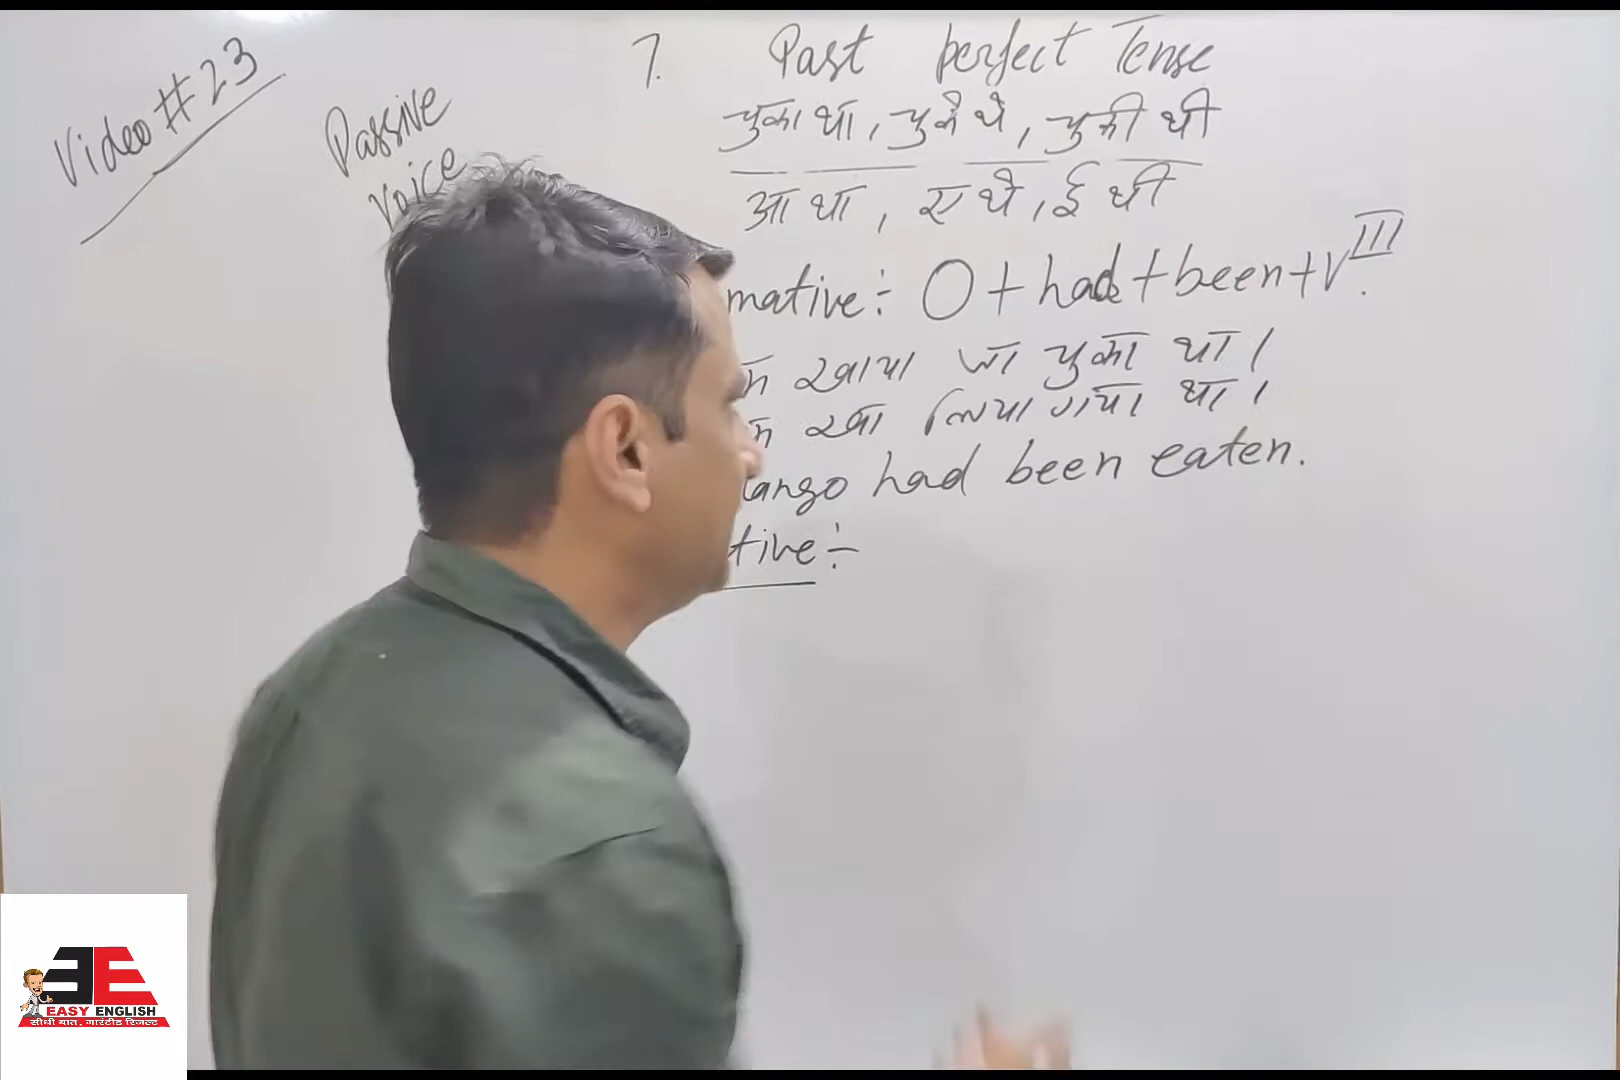 Video #23
Passive
Voice
7. Past perfect Tense
चुका था, चुके थे, चुकी थी
आ था, ए थे, ई थी
mative:- O + had + been + V III.
खाया जा चुका था।
खा लिया गया था।
ango had been eaten.
tive:-
EASY ENGLISH
सीधी बात, गारंटीड रिजल्ट